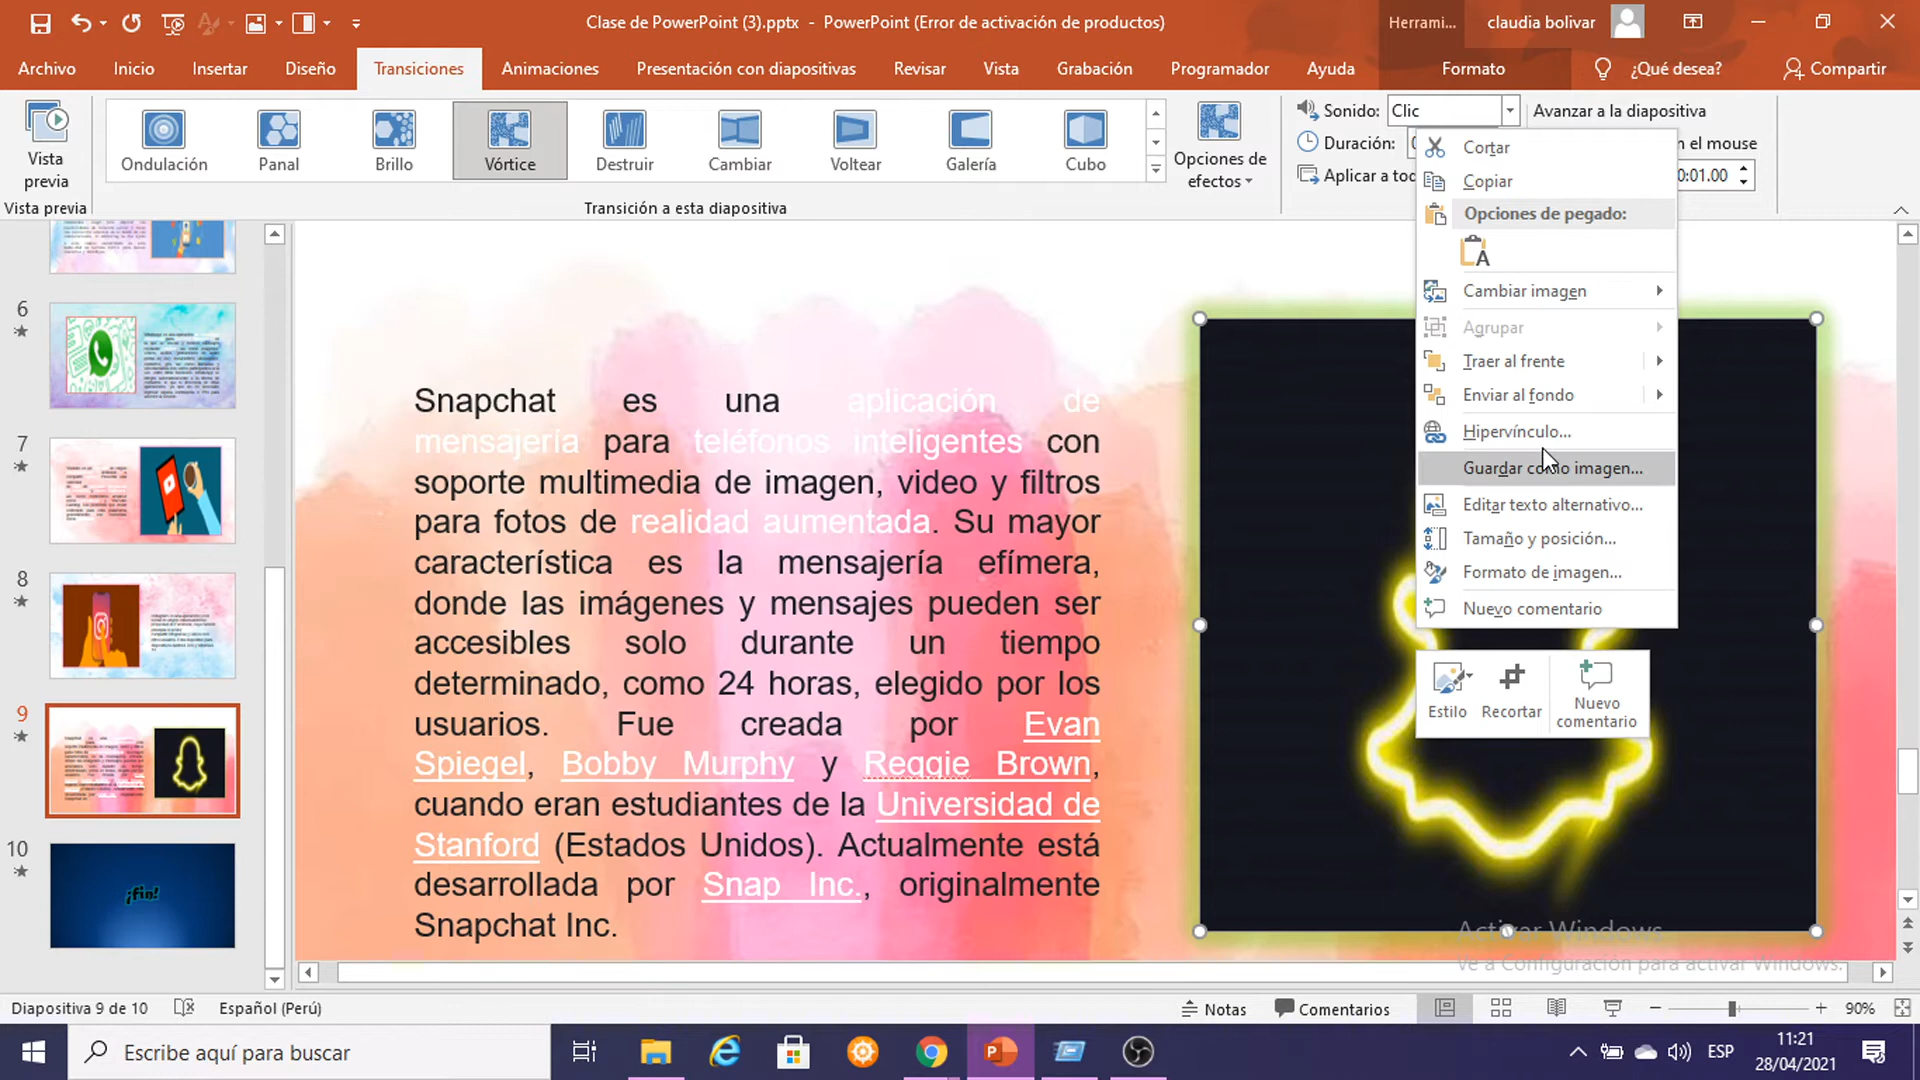 Clase de PowerPoint (3).pptx - PowerPoint (Error de activación de productos)
Herrami...
claudia bolivar
Archivo
Inicio
Insertar
Diseño
Transiciones
Animaciones
Presentación con diapositivas
Revisar
Vista
Grabación
Programador
Ayuda
Formato
¿Qué desea?
Compartir
Vista previa
Ondulación
Panal
Brillo
Vórtice
Destruir
Cambiar
Voltear
Galería
Cubo
Opciones de efectos
Sonido: Clic
Duración:
Avanzar a la diapositiva
el mouse
Vista previa
Transición a esta diapositiva
Cortar
Copiar
Opciones de pegado:
Cambiar imagen
Agrupar
Traer al frente
Enviar al fondo
Hipervínculo...
Guardar como imagen...
Editar texto alternativo...
Tamaño y posición...
Formato de imagen...
Nuevo comentario
Estilo
Recortar
Nuevo comentario
6
7
8
9
10
¡fin!
Snapchat es una aplicación de
mensajería para teléfonos inteligentes con
soporte multimedia de imagen, video y filtros
para fotos de realidad aumentada. Su mayor
característica es la mensajería efímera,
donde las imágenes y mensajes pueden ser
accesibles solo durante un tiempo
determinado, como 24 horas, elegido por los
usuarios. Fue creada por Evan
Spiegel, Bobby Murphy y Reggie Brown,
cuando eran estudiantes de la Universidad de
Stanford (Estados Unidos). Actualmente está
desarrollada por Snap Inc., originalmente
Snapchat Inc.
Activar Windows
Ve a Configuración para activar Windows.
Diapositiva 9 de 10
Español (Perú)
Notas
Comentarios
90%
Escribe aquí para buscar
ESP
11:21
28/04/2021